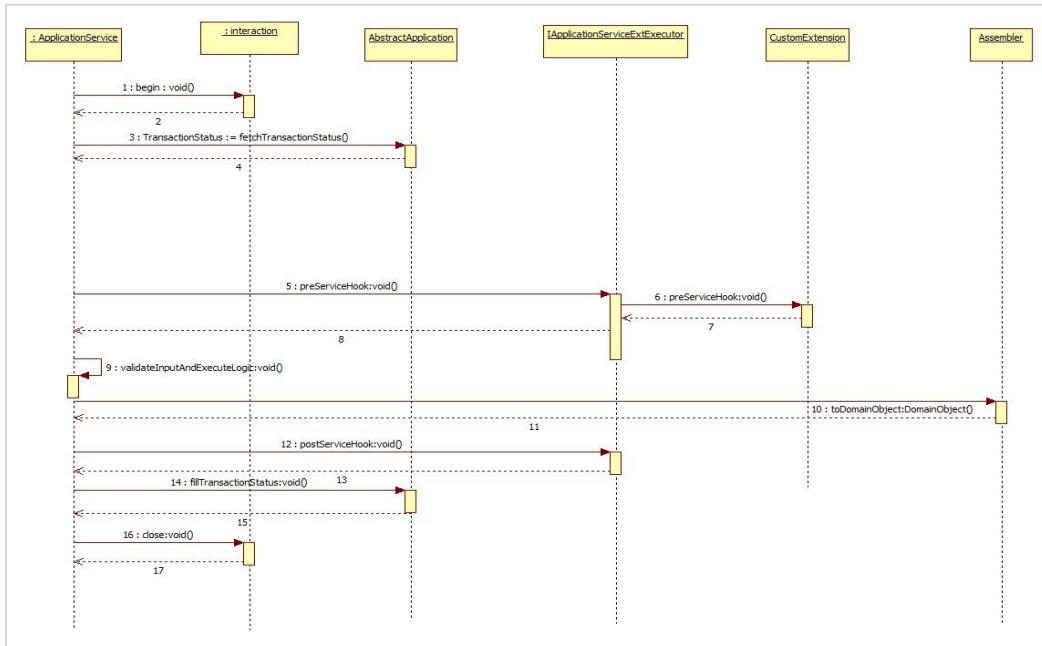 : ApplicationService
: interaction
AbstractApplication
IApplicationServiceExtExecutor
CustomExtension
Assembler
1 : begin : void()
2
3 : TransactionStatus := fetchTransactionStatus()
4
5 : preServiceHook:void()
6 : preServiceHook:void()
7
8
9 : validateInputAndExecuteLogic:void()
10 : toDomainObject:DomainObject()
11
12 : postServiceHook:void()
13
14 : fillTransactionStatus:void()
15
16 : close:void()
17